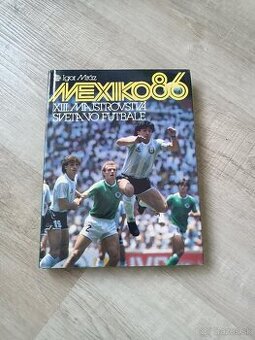 Igor Mráz
MEXIKO86
XIII. MAJSTROVSTVÁ
SVETA VO FUTBALE